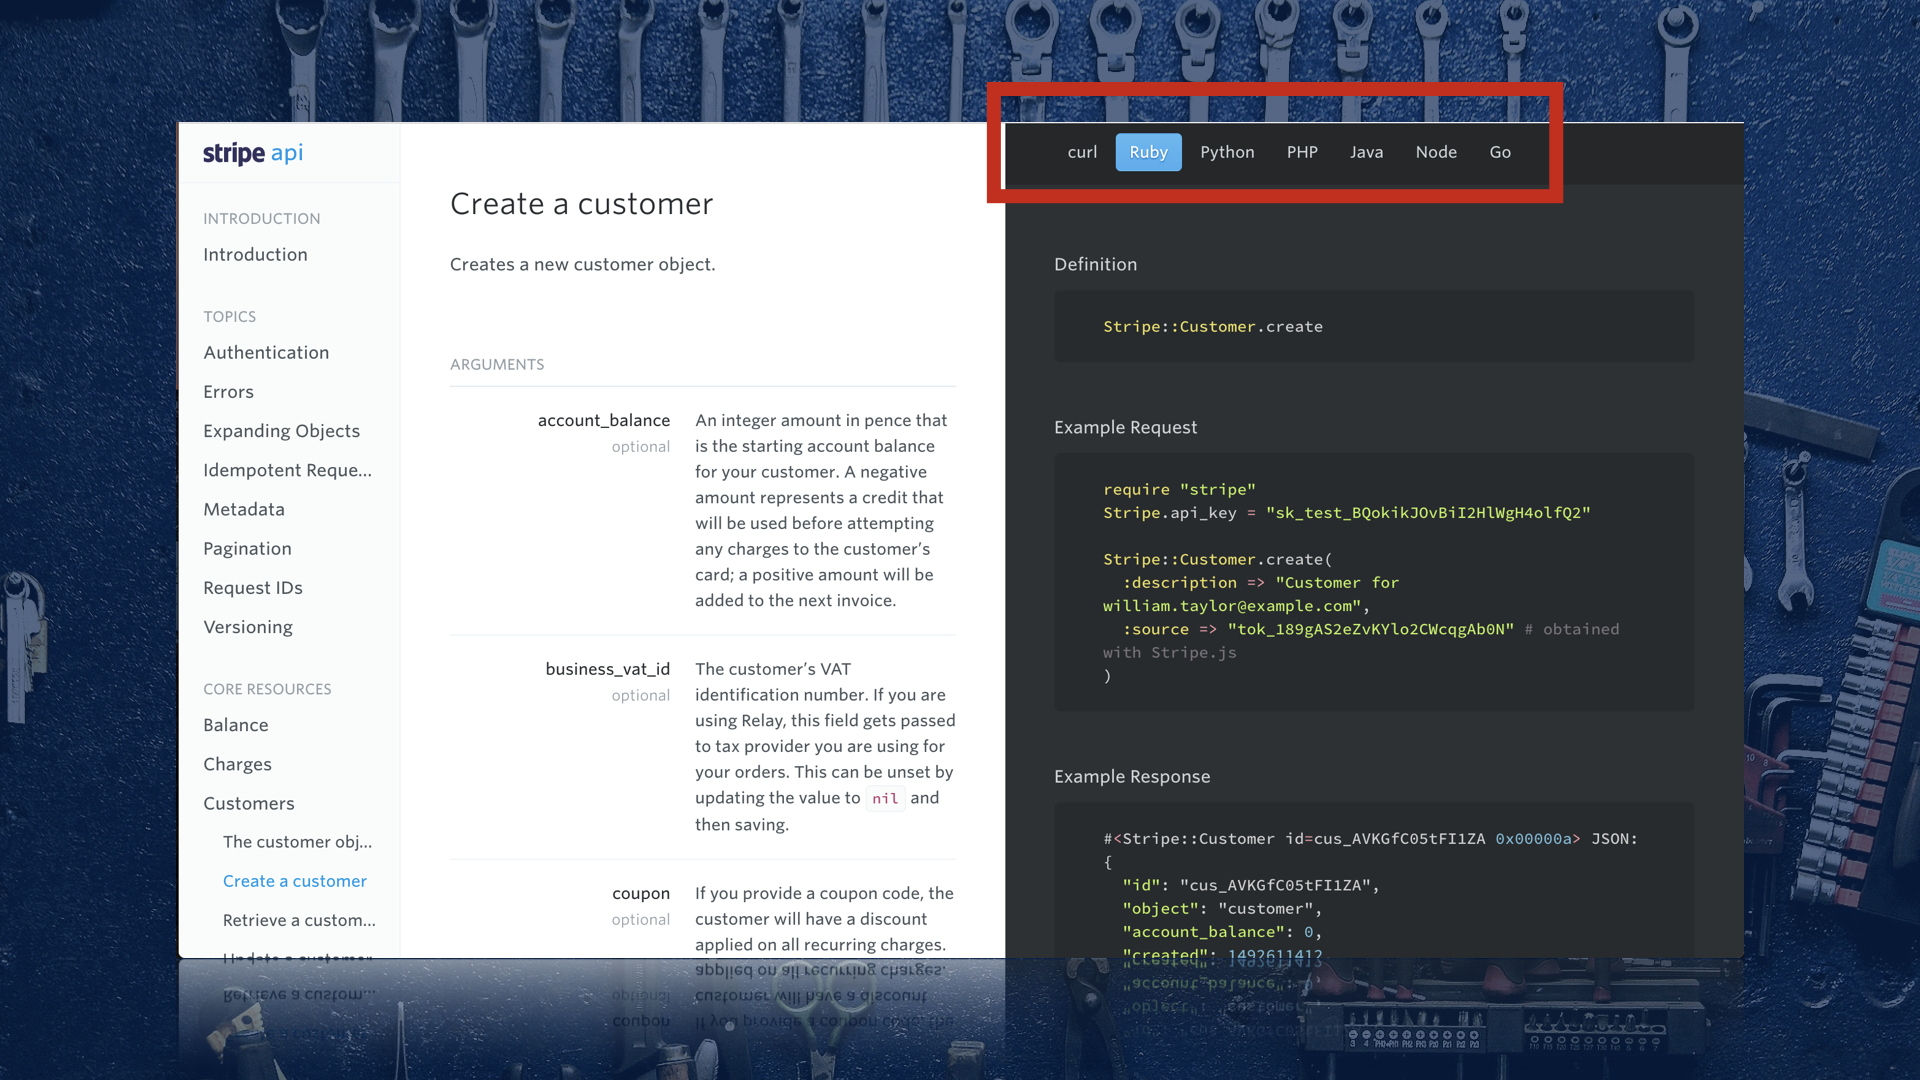 stripe api
INTRODUCTION
Introduction
TOPICS
Authentication
Errors
Expanding Objects
Idempotent Reque...
Metadata
Pagination
Request IDs
Versioning
CORE RESOURCES
Balance
Charges
Customers
The customer obj...
Create a customer
Retrieve a custom...
Update a customer
Create a customer
Creates a new customer object.
ARGUMENTS
account_balance
optional
An integer amount in pence that
is the starting account balance
for your customer. A negative
amount represents a credit that
will be used before attempting
any charges to the customer’s
card; a positive amount will be
added to the next invoice.
business_vat_id
optional
The customer’s VAT
identification number. If you are
using Relay, this field gets passed
to tax provider you are using for
your orders. This can be unset by
updating the value to nil and
then saving.
coupon
optional
If you provide a coupon code, the
customer will have a discount
applied on all recurring charges.
curl Ruby Python PHP Java Node Go
Definition
Stripe::Customer.create
Example Request
require "stripe"
Stripe.api_key = "sk_test_BQokikJOvBiI2HlWgH4olfQ2"
Stripe::Customer.create(
:description => "Customer for
william.taylor@example.com",
:source => "tok_189gAS2eZvKYlo2CWcqgAb0N" # obtained
with Stripe.js
)
Example Response
#<Stripe::Customer id=cus_AVKGfC05tFI1ZA 0x00000a> JSON:
{
"id": "cus_AVKGfC05tFI1ZA",
"object": "customer",
"account_balance": 0,
"created": 1492611412